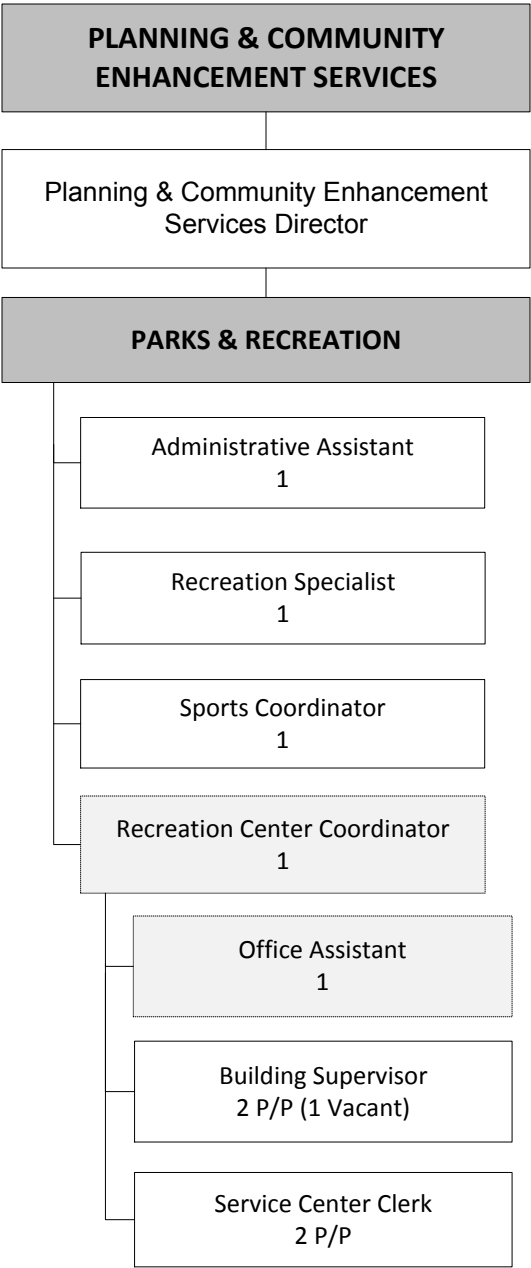 PLANNING & COMMUNITY
ENHANCEMENT SERVICES
Planning & Community Enhancement
Services Director
PARKS & RECREATION
Administrative Assistant
1
Recreation Specialist
1
Sports Coordinator
1
Recreation Center Coordinator
1
Office Assistant
1
Building Supervisor
2 P/P (1 Vacant)
Service Center Clerk
2 P/P